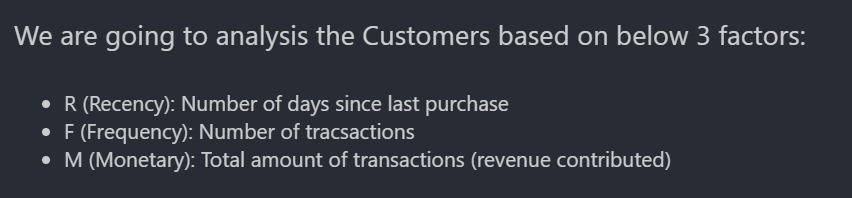 We are going to analysis the Customers based on below 3 factors:
• R (Recency): Number of days since last purchase
• F (Frequency): Number of tracsactions
• M (Monetary): Total amount of transactions (revenue contributed)